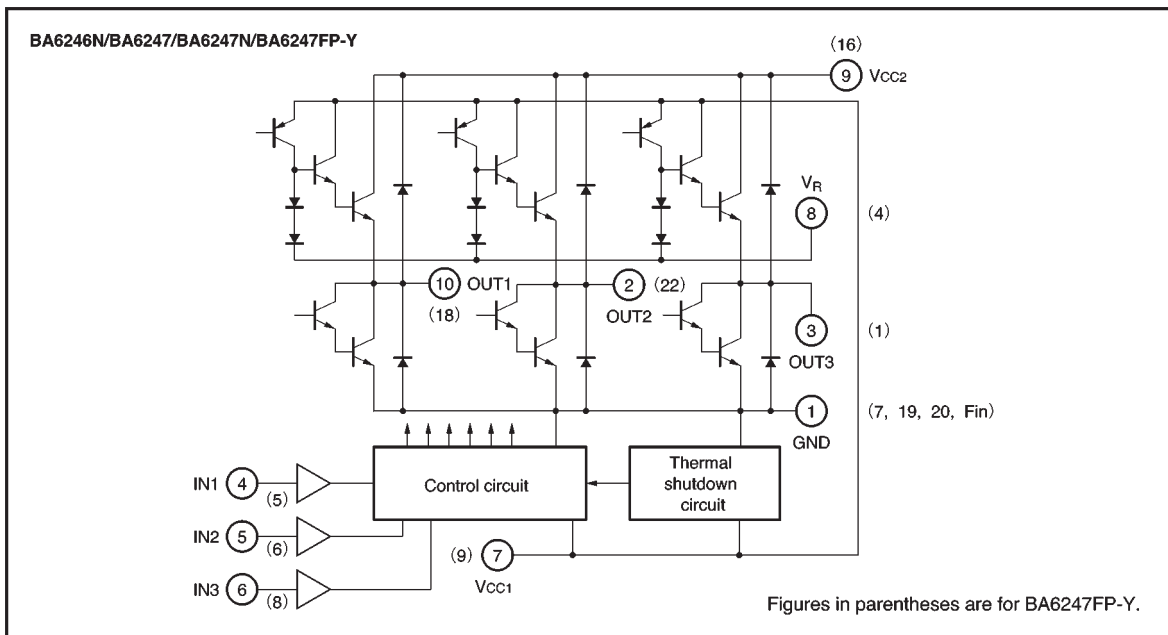 BA6246N/BA6247/BA6247N/BA6247FP-Y
(16)
9 VCC2
VR
8 (4)
10 OUT1
(18)
2 (22)
OUT2
3 (1)
OUT3
1 (7, 19, 20, Fin)
GND
IN1 4 (5)
Control circuit
Thermal
shutdown
circuit
IN2 5 (6)
(9) 7
VCC1
IN3 6 (8)
Figures in parentheses are for BA6247FP-Y.